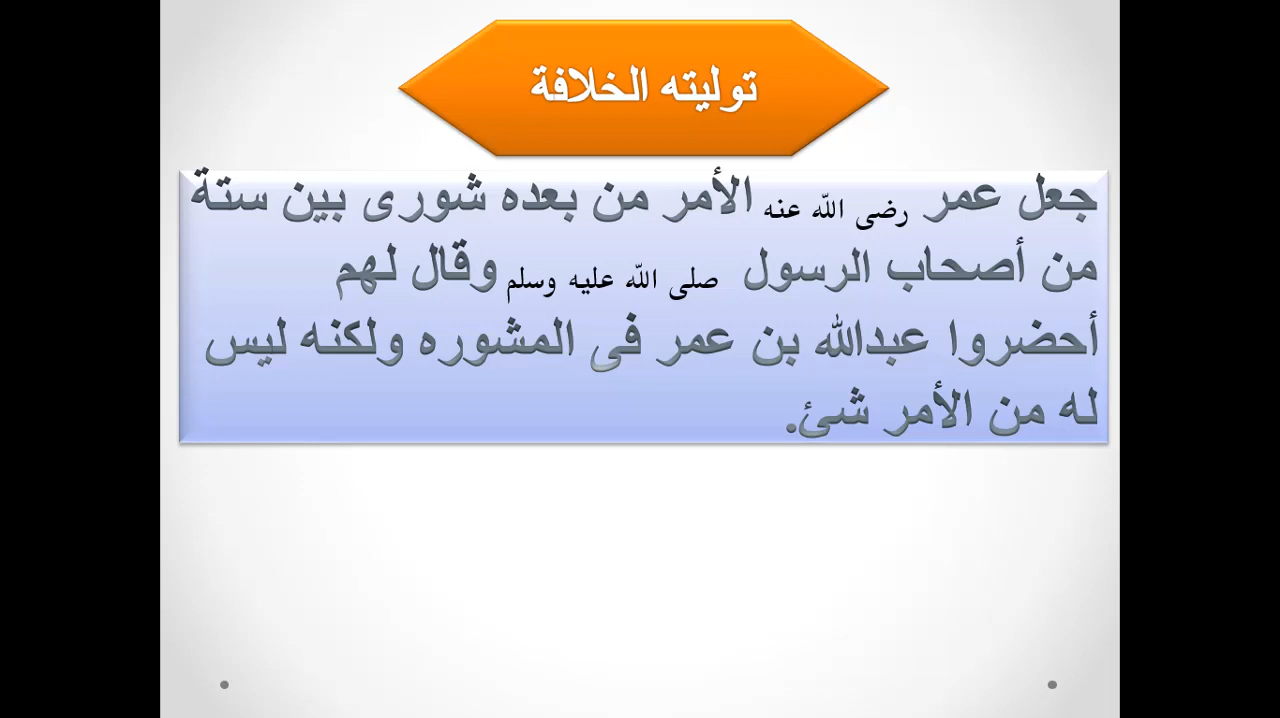 توليته الخلافة
جعل عمر رضى الله عنه الأمر من بعده شورى بين ستة
من أصحاب الرسول صلى الله عليه وسلم وقال لهم
أحضروا عبدالله بن عمر فى المشوره ولكنه ليس
له من الأمر شئ.